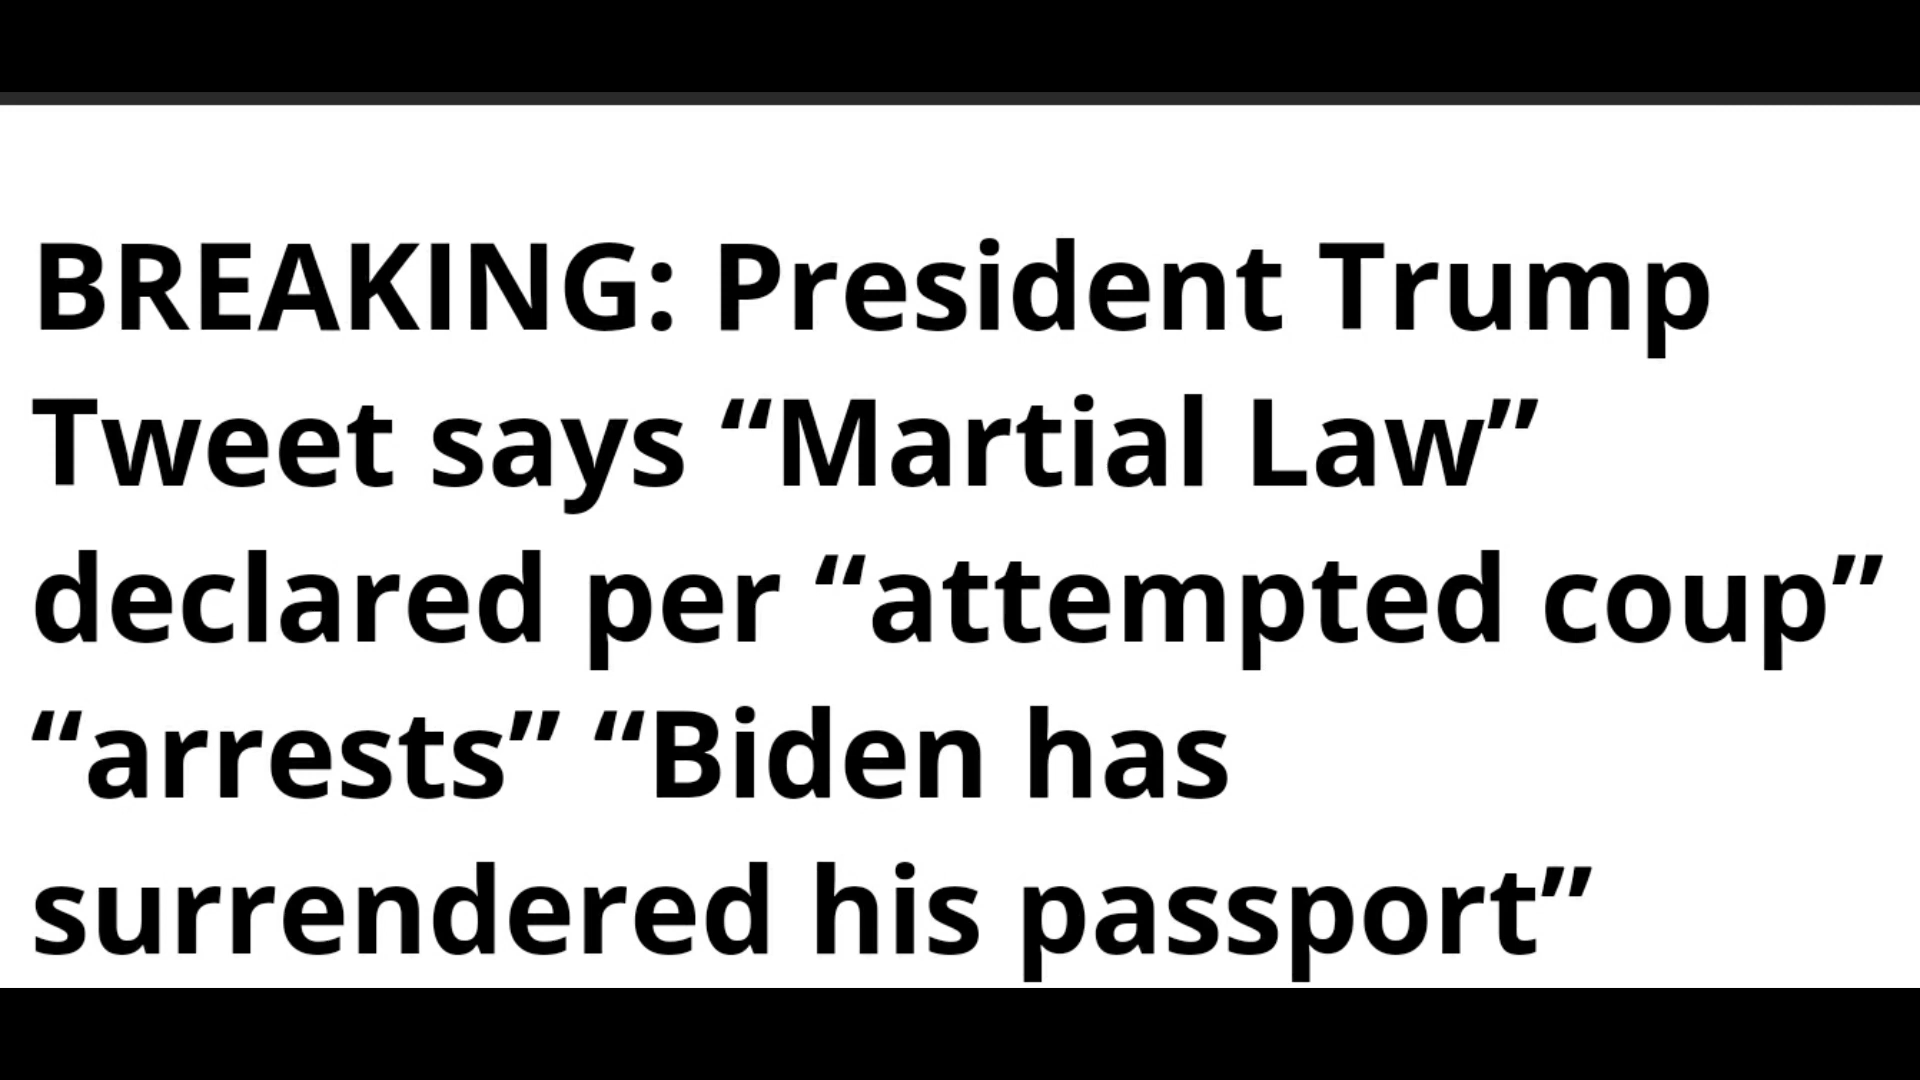 BREAKING: President Trump
Tweet says “Martial Law”
declared per “attempted coup”
“arrests” “Biden has
surrendered his passport”